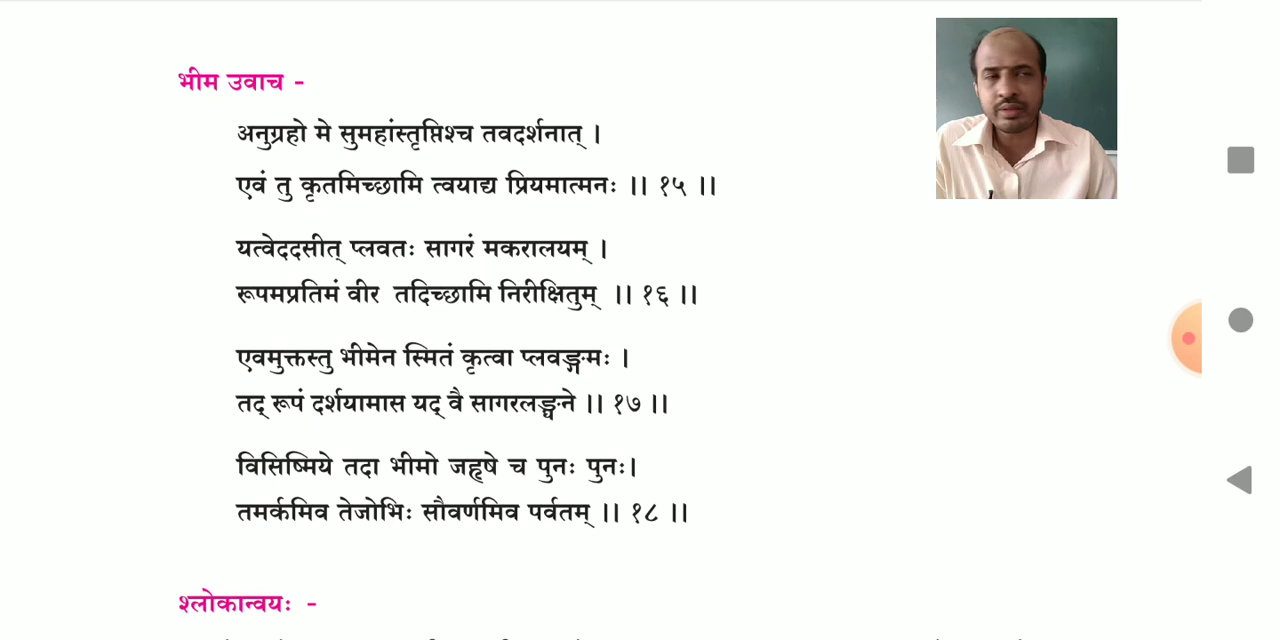 भीम उवाच -
अनुग्रहो मे सुमहांस्तृप्तिश्च तवदर्शनात् ।
एवं तु कृतमिच्छामि त्वयाद्य प्रियमात्मनः ।। १५ ।।
यत्वेददसीत् प्लवतः सागरं मकरालयम् ।
रूपमप्रतिमं वीर तदिच्छामि निरीक्षितुम् ।। १६ ।।
एवमुक्तस्तु भीमेन स्मितं कृत्वा प्लवङ्गमः ।
तद् रूपं दर्शयामास यद् वै सागरलङ्घने ।। १७ ।।
विसिष्मिये तदा भीमो जहृषे च पुनः पुनः।
तमर्कमिव तेजोभिः सौवर्णमिव पर्वतम् ।। १८ ।।
श्लोकान्वयः -